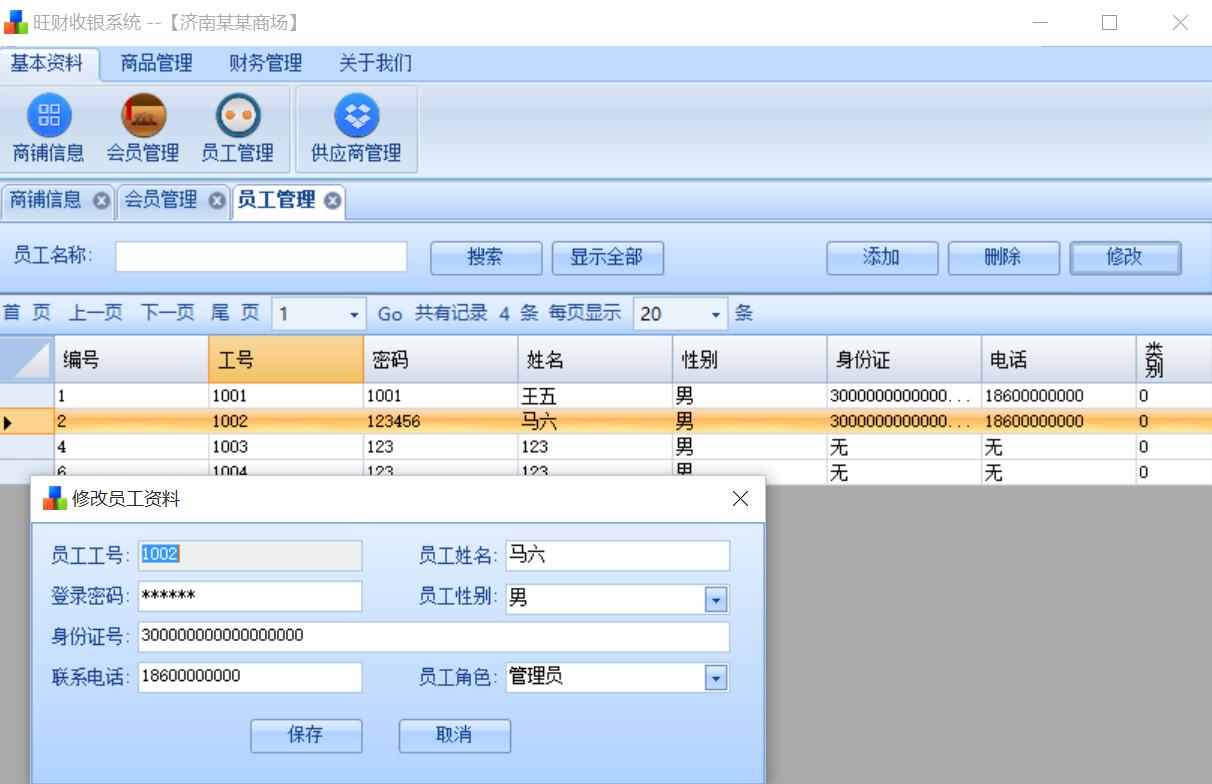 旺财收银系统 --【济南某某商场】
基本资料 商品管理 财务管理 关于我们
商铺信息 会员管理 员工管理 供应商管理
商铺信息 会员管理 员工管理
员工名称: 搜索 显示全部 添加 删除 修改
首 页 上一页 下一页 尾 页 1 Go 共有记录 4 条 每页显示 20 条
编号 工号 密码 姓名 性别 身份证 电话 类别
1 1001 1001 王五 男 3000000000000... 18600000000 0
2 1002 123456 马六 男 3000000000000... 18600000000 0
4 1003 123 123 男 无 无 0
6 1004 123 123 男 无 无 0
修改员工资料
员工工号: 1002 员工姓名: 马六
登录密码: ****** 员工性别: 男
身份证号: 300000000000000000
联系电话: 18600000000 员工角色: 管理员
保存 取消